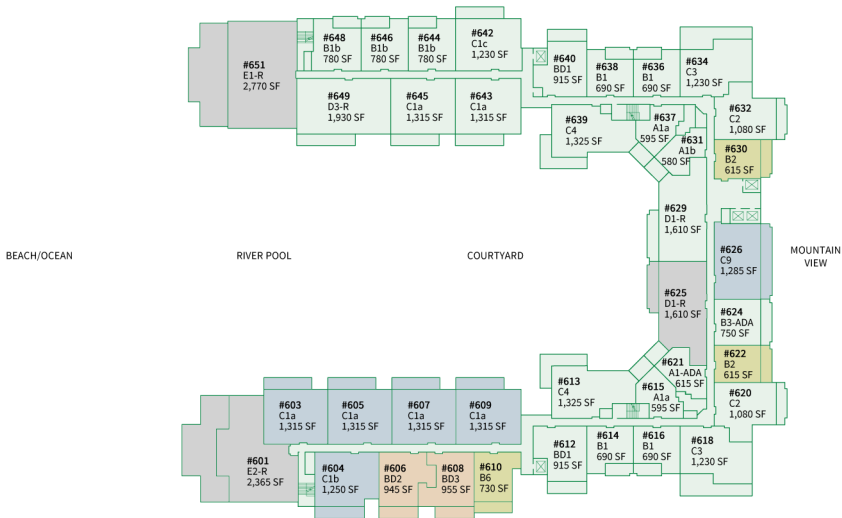 #651
E1-R
2,770 SF
#648
B1b
780 SF
#646
B1b
780 SF
#644
B1b
780 SF
#642
C1c
1,230 SF
#640
BD1
915 SF
#638
B1
690 SF
#636
B1
690 SF
#634
C3
1,230 SF
#649
D3-R
1,930 SF
#645
C1a
1,315 SF
#643
C1a
1,315 SF
#639
C4
1,325 SF
#637
A1a
595 SF
#631
A1b
580 SF
#632
C2
1,080 SF
#630
B2
615 SF
#629
D1-R
1,610 SF
BEACH/OCEAN
RIVER POOL
COURTYARD
#626
C9
1,285 SF
MOUNTAIN
VIEW
#625
D1-R
1,610 SF
#624
B3-ADA
750 SF
#622
B2
615 SF
#621
A1-ADA
615 SF
#613
C4
1,325 SF
#615
A1a
595 SF
#620
C2
1,080 SF
#603
C1a
1,315 SF
#605
C1a
1,315 SF
#607
C1a
1,315 SF
#609
C1a
1,315 SF
#601
E2-R
2,365 SF
#604
C1b
1,250 SF
#606
BD2
945 SF
#608
BD3
955 SF
#610
B6
730 SF
#612
BD1
915 SF
#614
B1
690 SF
#616
B1
690 SF
#618
C3
1,230 SF